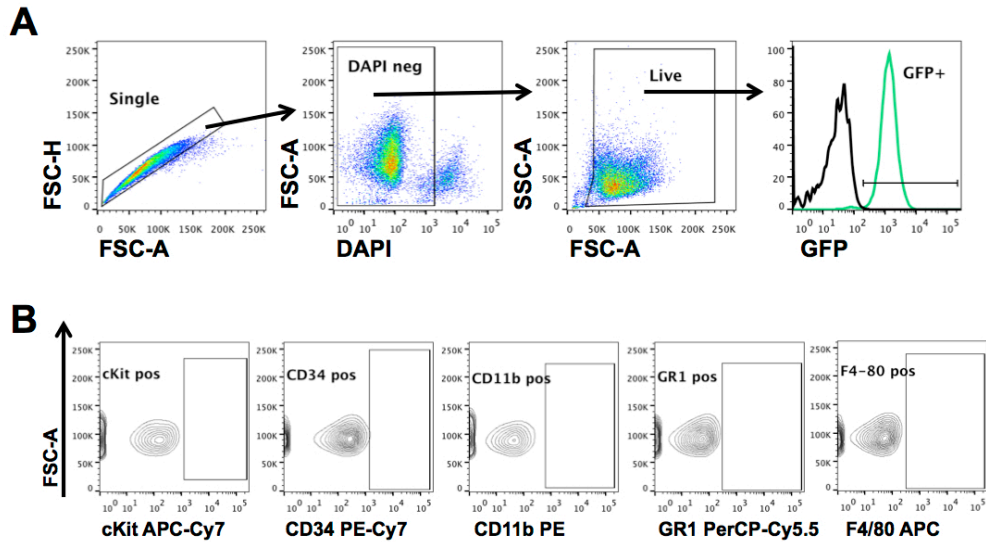 A
Single
DAPI neg
Live
GFP+
250K
200K
150K
100K
50K
0
0 50K 100K 150K 200K 250K
FSC-H
FSC-A
250K
200K
150K
100K
50K
0
10^0 10^1 10^2 10^3 10^4 10^5
FSC-A
DAPI
250K
200K
150K
100K
50K
0
0 50K 100K 150K 200K 250K
SSC-A
FSC-A
100
80
60
40
20
0
10^0 10^1 10^2 10^3 10^4 10^5
GFP
B
FSC-A
cKit pos
250K
200K
150K
100K
50K
0
10^0 10^1 10^2 10^3 10^4 10^5
cKit APC-Cy7
CD34 pos
250K
200K
150K
100K
50K
0
10^0 10^1 10^2 10^3 10^4 10^5
CD34 PE-Cy7
CD11b pos
250K
200K
150K
100K
50K
0
10^0 10^1 10^2 10^3 10^4 10^5
CD11b PE
GR1 pos
250K
200K
150K
100K
50K
0
10^0 10^1 10^2 10^3 10^4 10^5
GR1 PerCP-Cy5.5
F4-80 pos
250K
200K
150K
100K
50K
0
10^0 10^1 10^2 10^3 10^4 10^5
F4/80 APC